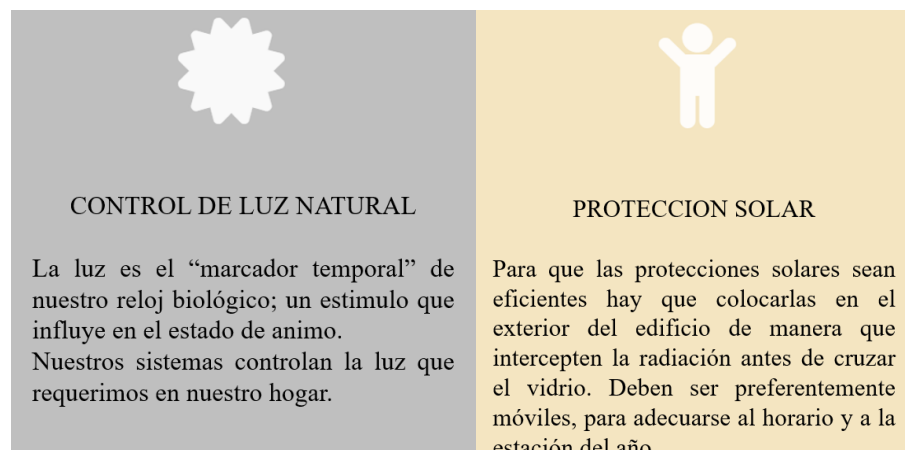 CONTROL DE LUZ NATURAL
La luz es el “marcador temporal” de
nuestro reloj biológico; un estimulo que
influye en el estado de animo.
Nuestros sistemas controlan la luz que
requerimos en nuestro hogar.
PROTECCION SOLAR
Para que las protecciones solares sean
eficientes hay que colocarlas en el
exterior del edificio de manera que
intercepten la radiación antes de cruzar
el vidrio. Deben ser preferentemente
móviles, para adecuarse al horario y a la
estación del año